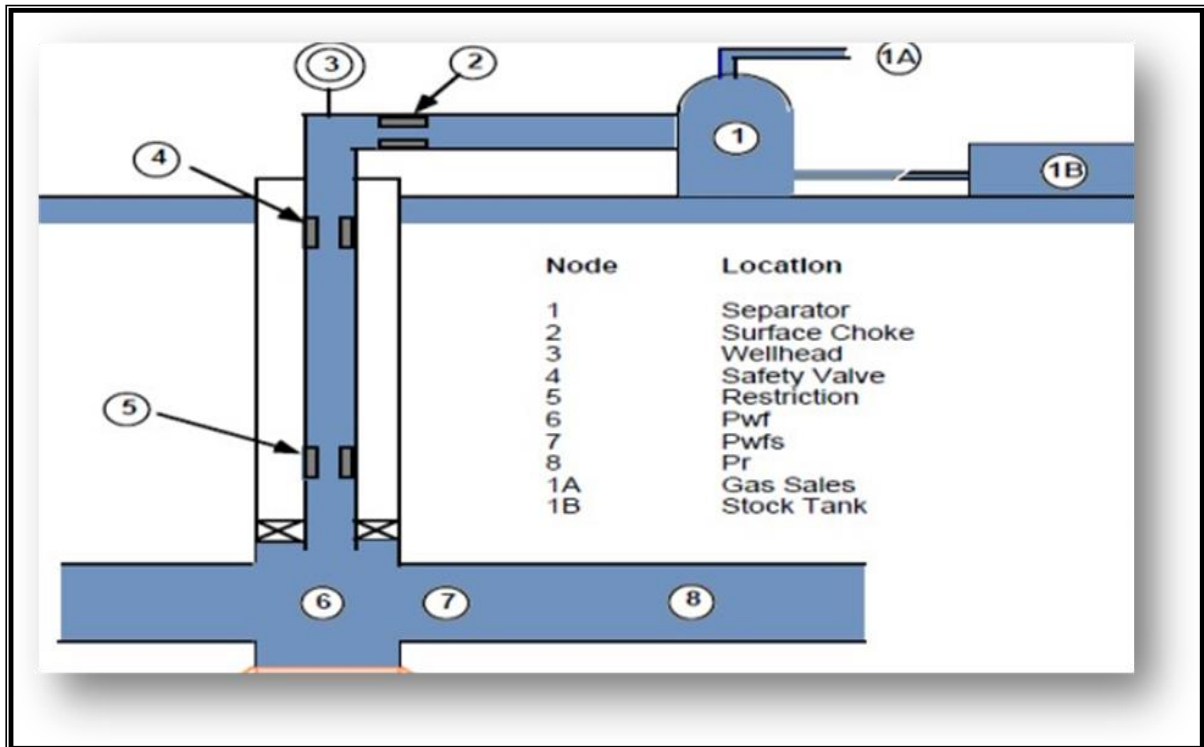 3
2
1A
1
4
1B
Node Location
1 Separator
2 Surface Choke
3 Wellhead
4 Safety Valve
5 Restriction
6 Pwf
7 Pwfs
8 Pr
1A Gas Sales
1B Stock Tank
5
6
7
8